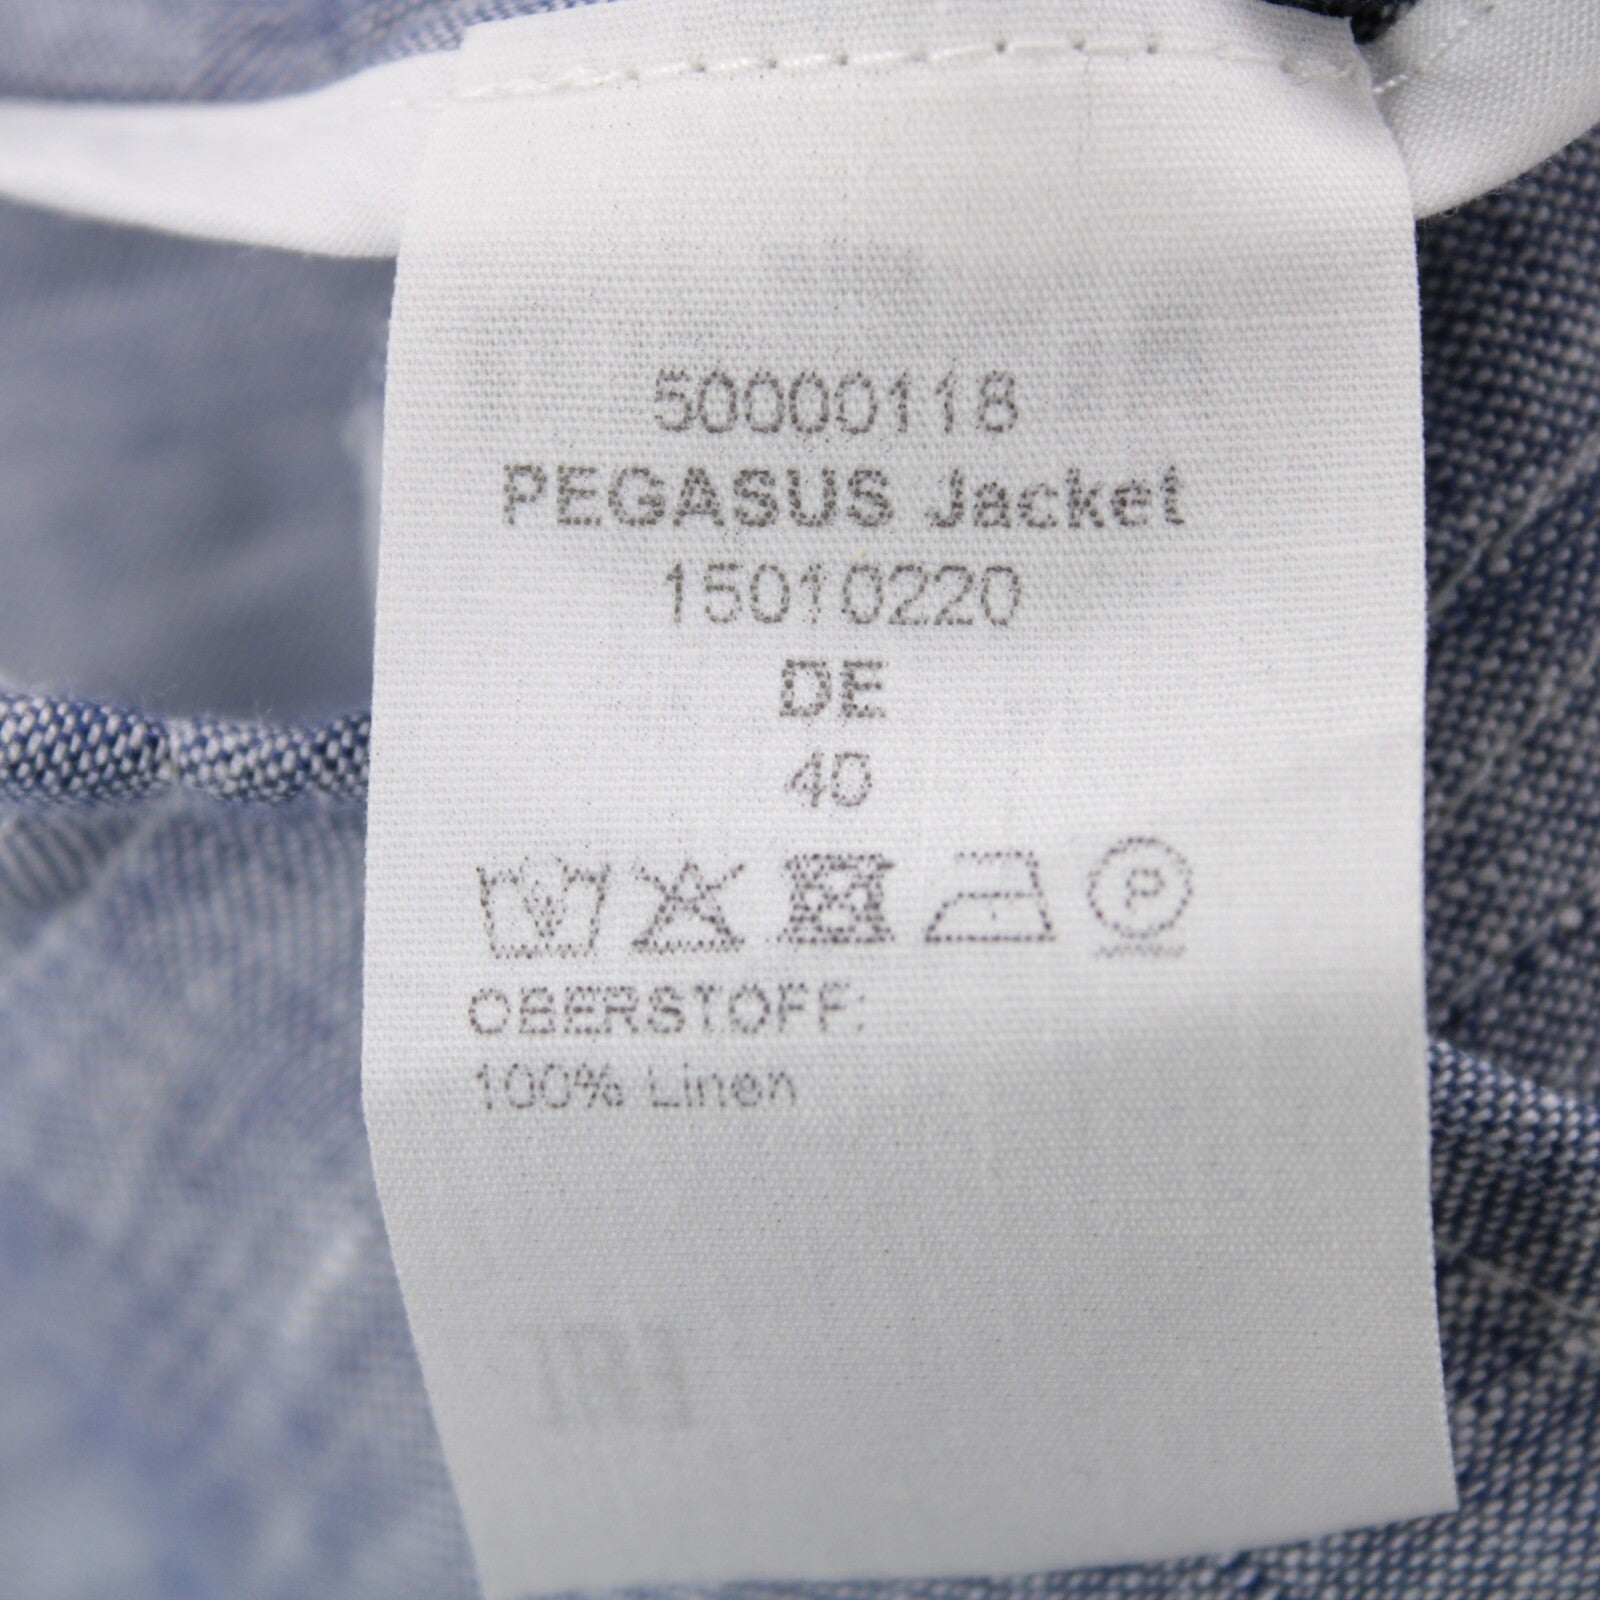 50000118
PEGASUS Jacket
15010220
DE
40
P
OBERSTOFF:
100% Linen